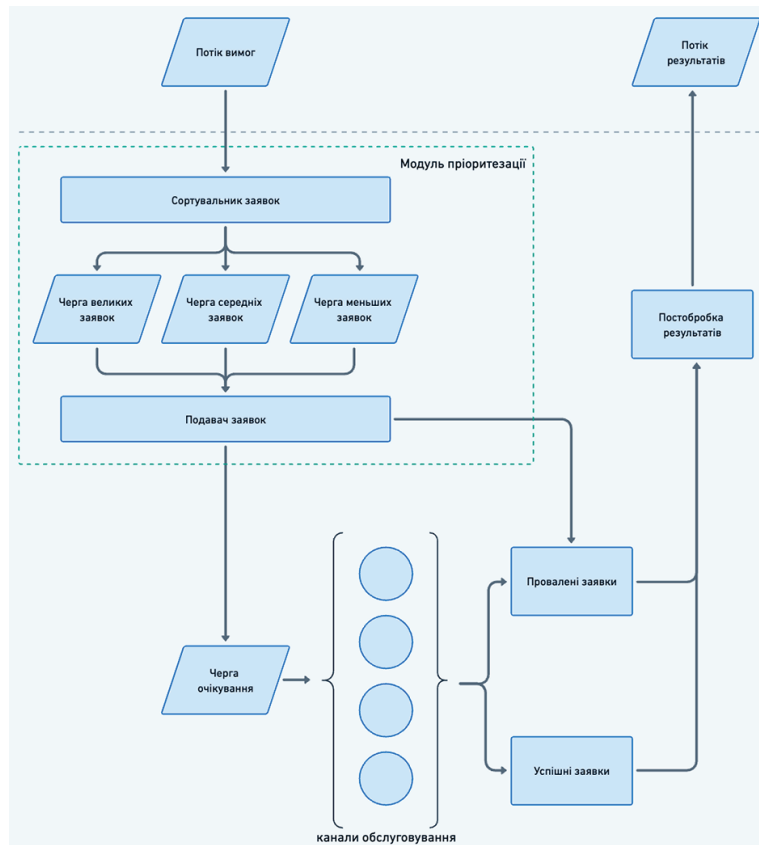 Потік вимог
Потік
результатів
Модуль пріоритезації
Сортувальник заявок
Черга великих
заявок
Черга середніх
заявок
Черга меньших
заявок
Постобробка
результатів
Подавач заявок
Провалені заявки
Черга
очікування
Успішні заявки
канали обслуговування